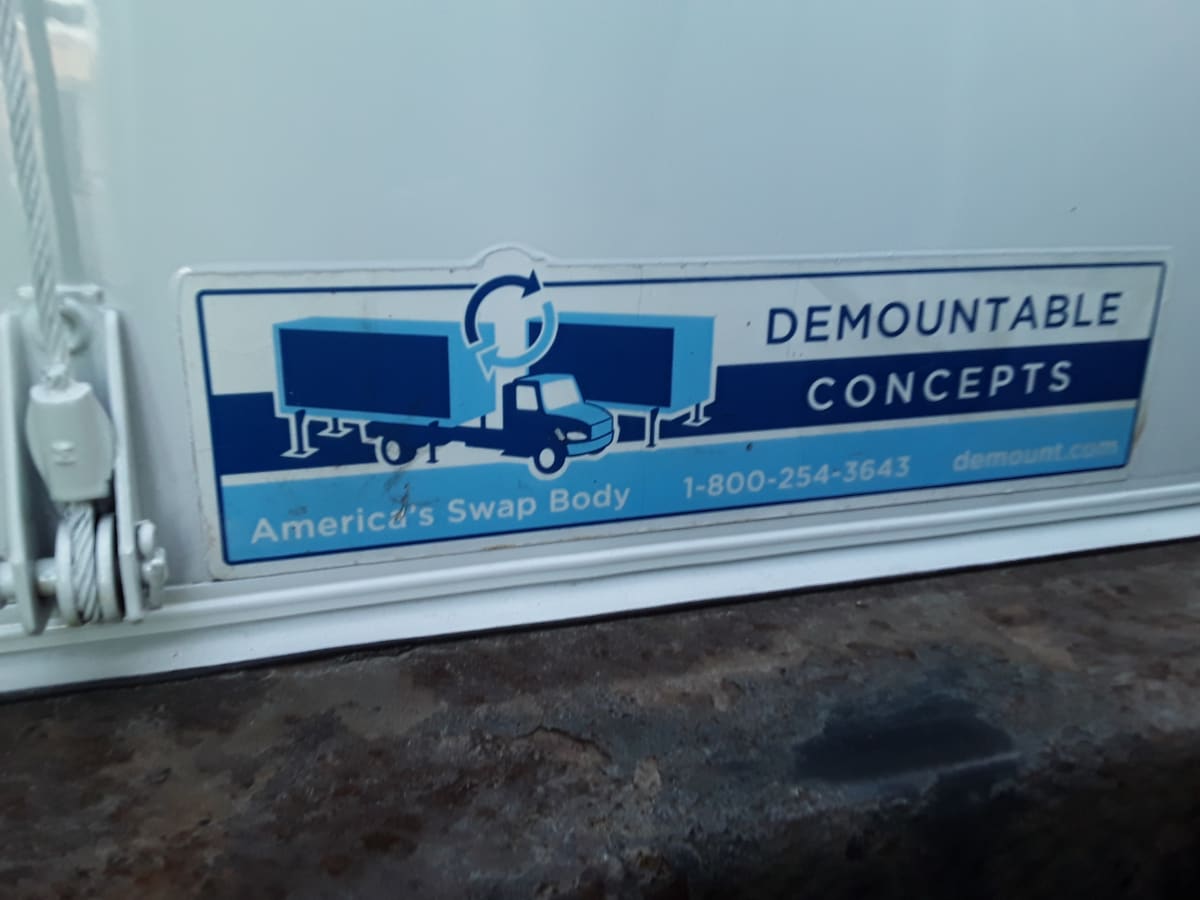 DEMOUNTABLE
CONCEPTS
America's Swap Body 1-800-254-3643 demount.com